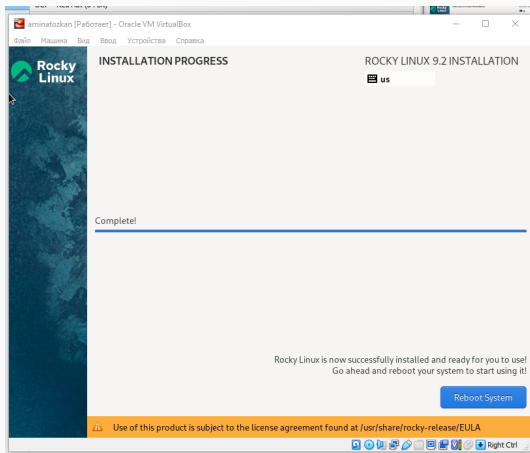 aminatozkan [Работает] - Oracle VM VirtualBox
Файл Машина Вид Ввод Устройства Справка
Rocky
Linux
INSTALLATION PROGRESS
ROCKY LINUX 9.2 INSTALLATION
us
Complete!
Rocky Linux is now successfully installed and ready for you to use!
Go ahead and reboot your system to start using it!
Reboot System
Use of this product is subject to the license agreement found at /usr/share/rocky-release/EULA
Right Ctrl